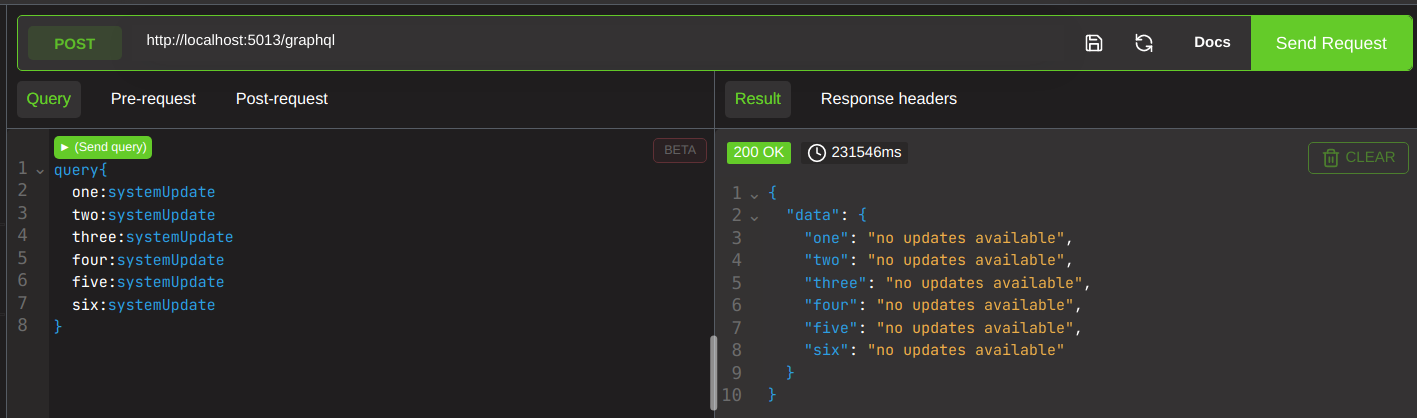 POST http://localhost:5013/graphql Docs Send Request
Query Pre-request Post-request
► (Send query) BETA
1 query{
2 one:systemUpdate
3 two:systemUpdate
4 three:systemUpdate
5 four:systemUpdate
6 five:systemUpdate
7 six:systemUpdate
8 }
Result Response headers
200 OK 231546ms CLEAR
1 {
2 "data": {
3 "one": "no updates available",
4 "two": "no updates available",
5 "three": "no updates available",
6 "four": "no updates available",
7 "five": "no updates available",
8 "six": "no updates available"
9 }
10 }